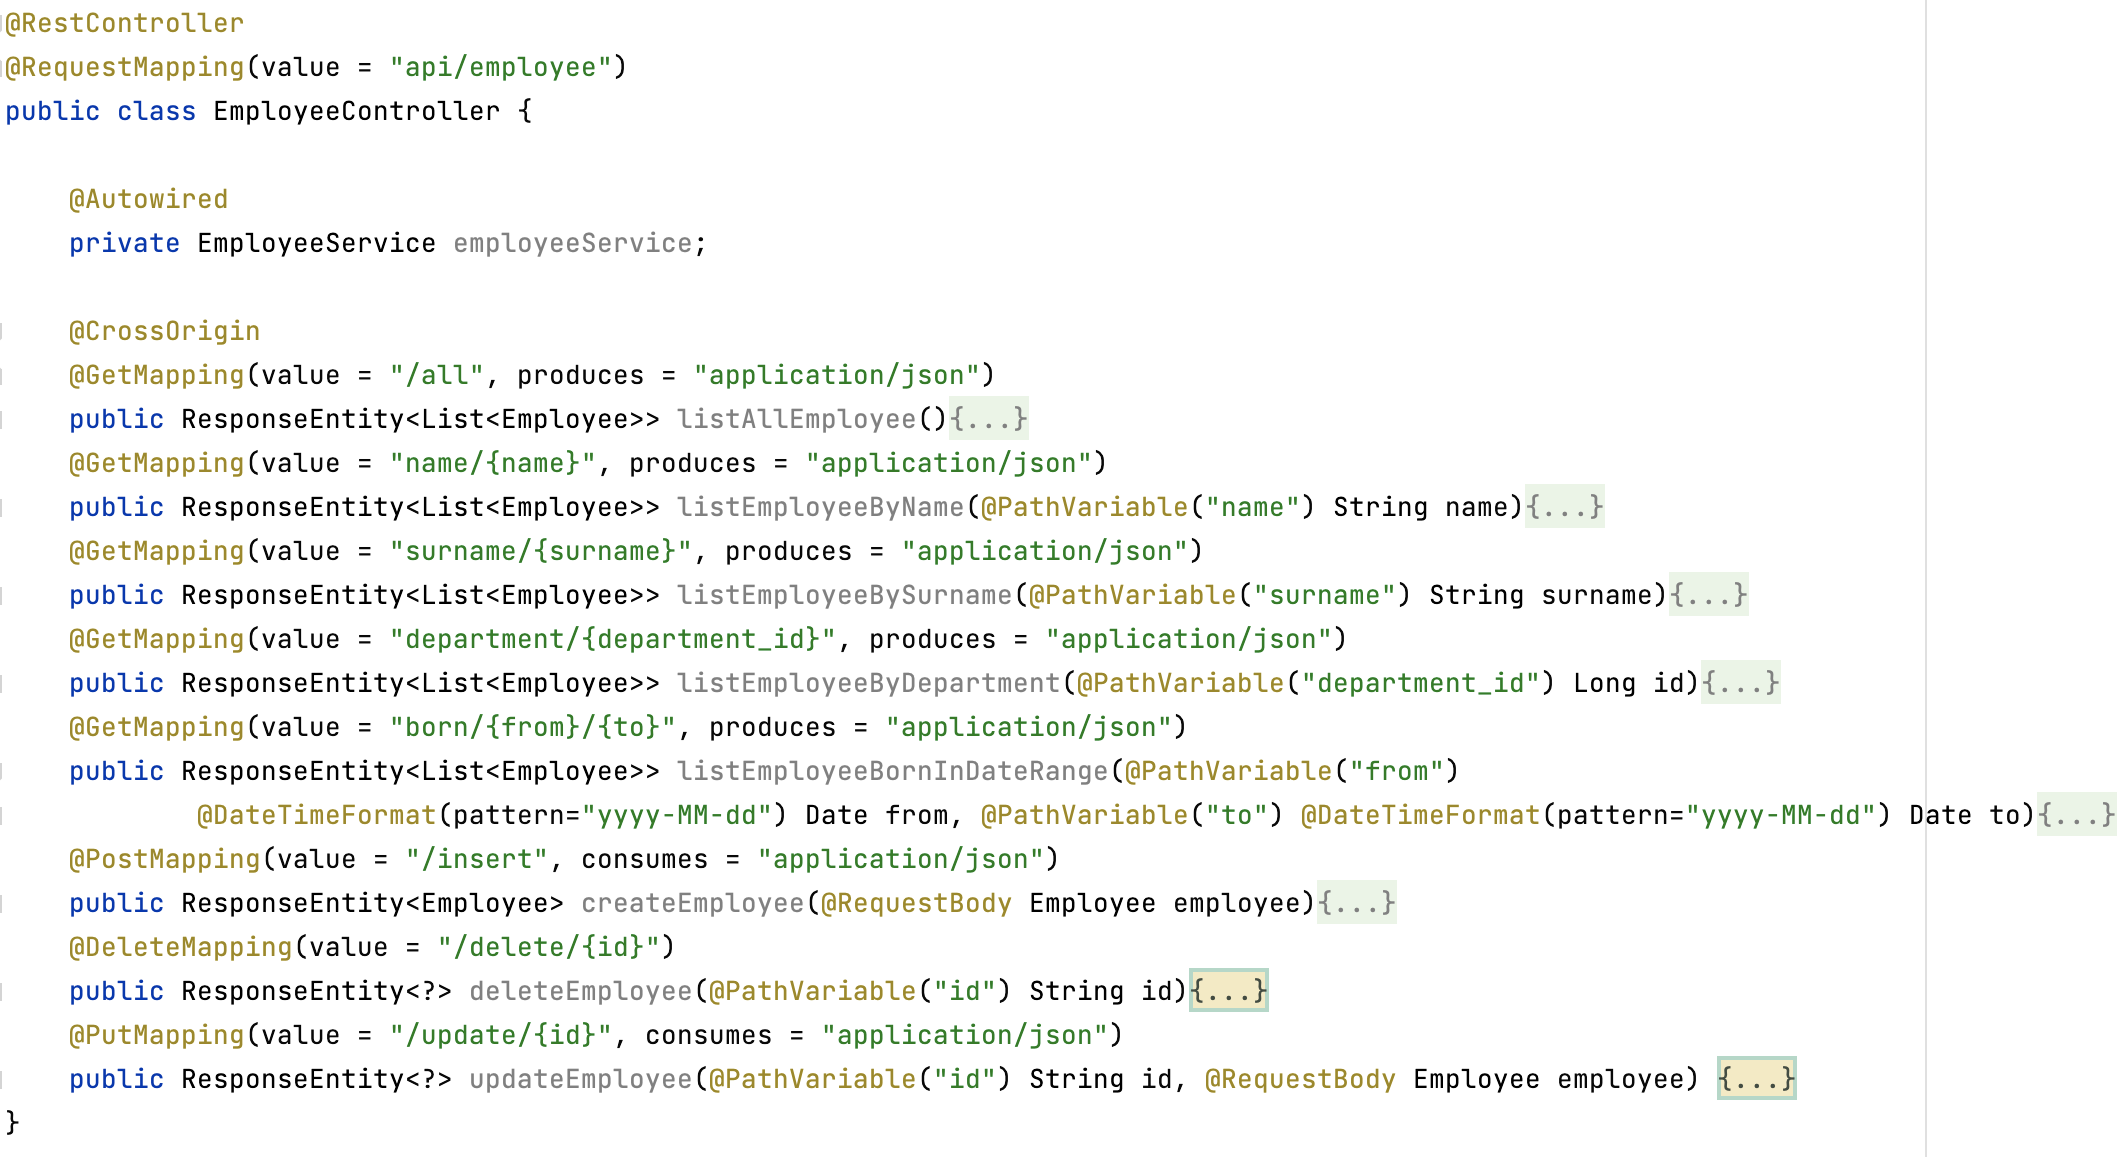 @RestController
@RequestMapping(value = "api/employee")
public class EmployeeController {
@Autowired
private EmployeeService employeeService;
@CrossOrigin
@GetMapping(value = "/all", produces = "application/json")
public ResponseEntity<List<Employee>> listAllEmployee(){...}
@GetMapping(value = "name/{name}", produces = "application/json")
public ResponseEntity<List<Employee>> listEmployeeByName(@PathVariable("name") String name){...}
@GetMapping(value = "surname/{surname}", produces = "application/json")
public ResponseEntity<List<Employee>> listEmployeeBySurname(@PathVariable("surname") String surname){...}
@GetMapping(value = "department/{department_id}", produces = "application/json")
public ResponseEntity<List<Employee>> listEmployeeByDepartment(@PathVariable("department_id") Long id){...}
@GetMapping(value = "born/{from}/{to}", produces = "application/json")
public ResponseEntity<List<Employee>> listEmployeeBornInDateRange(@PathVariable("from")
@DateTimeFormat(pattern="yyyy-MM-dd") Date from, @PathVariable("to") @DateTimeFormat(pattern="yyyy-MM-dd") Date to){...}
@PostMapping(value = "/insert", consumes = "application/json")
public ResponseEntity<Employee> createEmployee(@RequestBody Employee employee){...}
@DeleteMapping(value = "/delete/{id}")
public ResponseEntity<?> deleteEmployee(@PathVariable("id") String id){...}
@PutMapping(value = "/update/{id}", consumes = "application/json")
public ResponseEntity<?> updateEmployee(@PathVariable("id") String id, @RequestBody Employee employee) {...}
}